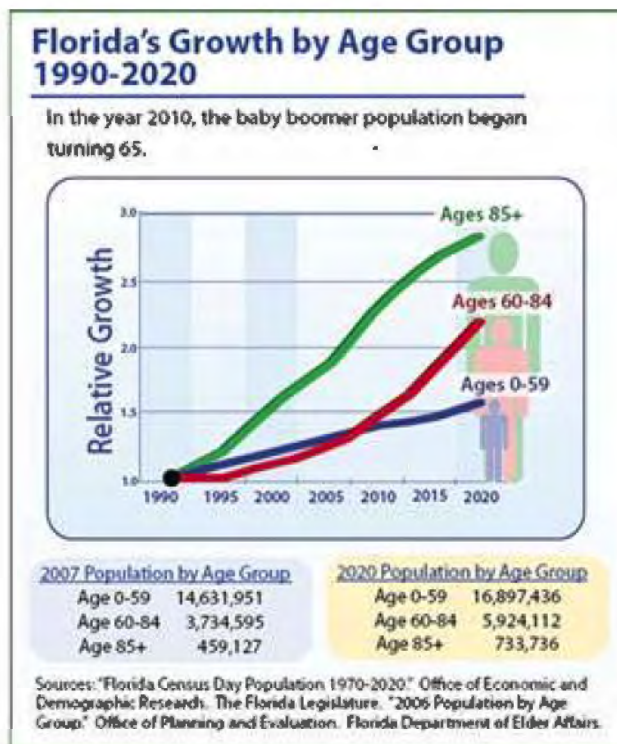 Florida's Growth by Age Group
1990-2020
In the year 2010, the baby boomer population began
turning 65.
3.0
Ages 85+
2.5
Ages 60-84
2.0
Ages 0-59
1.5
1.0
Relative Growth
1990 1995 2000 2005 2010 2015 2020
2007 Population by Age Group
Age 0-59 14,631,951
Age 60-84 3,734,595
Age 85+ 459,127
2020 Population by Age Group
Age 0-59 16,897,436
Age 60-84 5,924,112
Age 85+ 733,736
Sources: "Florida Census Day Population 1970-2020." Office of Economic and
Demographic Research. The Florida Legislature. "2006 Population by Age
Group." Office of Planning and Evaluation. Florida Department of Elder Affairs.